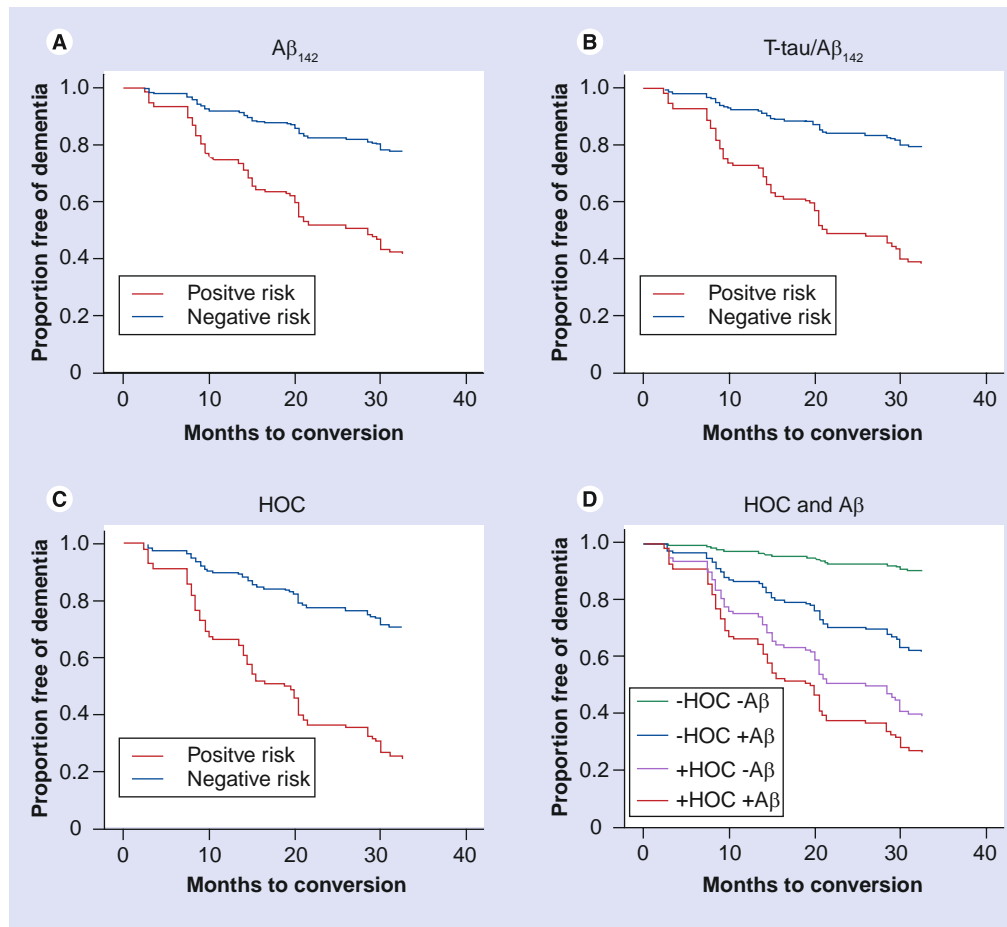 A
Aβ142
Proportion free of dementia
1.0
0.8
0.6
0.4
0.2
0
Positve risk
Negative risk
0 10 20 30 40
Months to conversion
B
T-tau/Aβ142
Proportion free of dementia
1.0
0.8
0.6
0.4
0.2
0
Positve risk
Negative risk
0 10 20 30 40
Months to conversion
C
HOC
Proportion free of dementia
1.0
0.8
0.6
0.4
0.2
0
Positve risk
Negative risk
0 10 20 30 40
Months to conversion
D
HOC and Aβ
Proportion free of dementia
1.0
0.8
0.6
0.4
0.2
0
-HOC -Aβ
-HOC +Aβ
+HOC -Aβ
+HOC +Aβ
0 10 20 30 40
Months to conversion